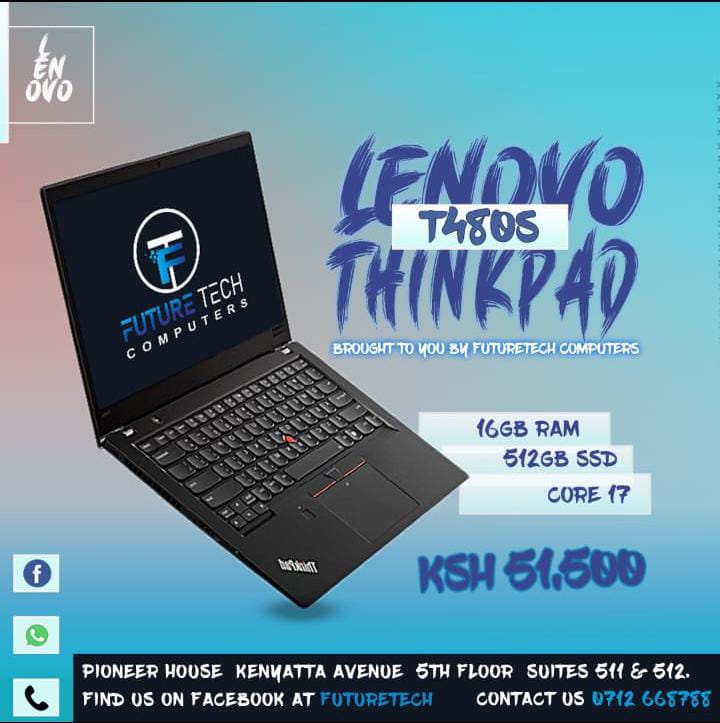 L
EN
OVO
LENOVO
T480S
THINKPAD
BROUGHT TO YOU BY FUTURETECH COMPUTERS
FUTURE TECH
COMPUTERS
16GB RAM
512GB SSD
CORE I7
KSH 51,500
ThinkPad
PIONEER HOUSE KENYATTA AVENUE 5TH FLOOR SUITES 511 & 512.
FIND US ON FACEBOOK AT FUTURETECH CONTACT US 0712 668788